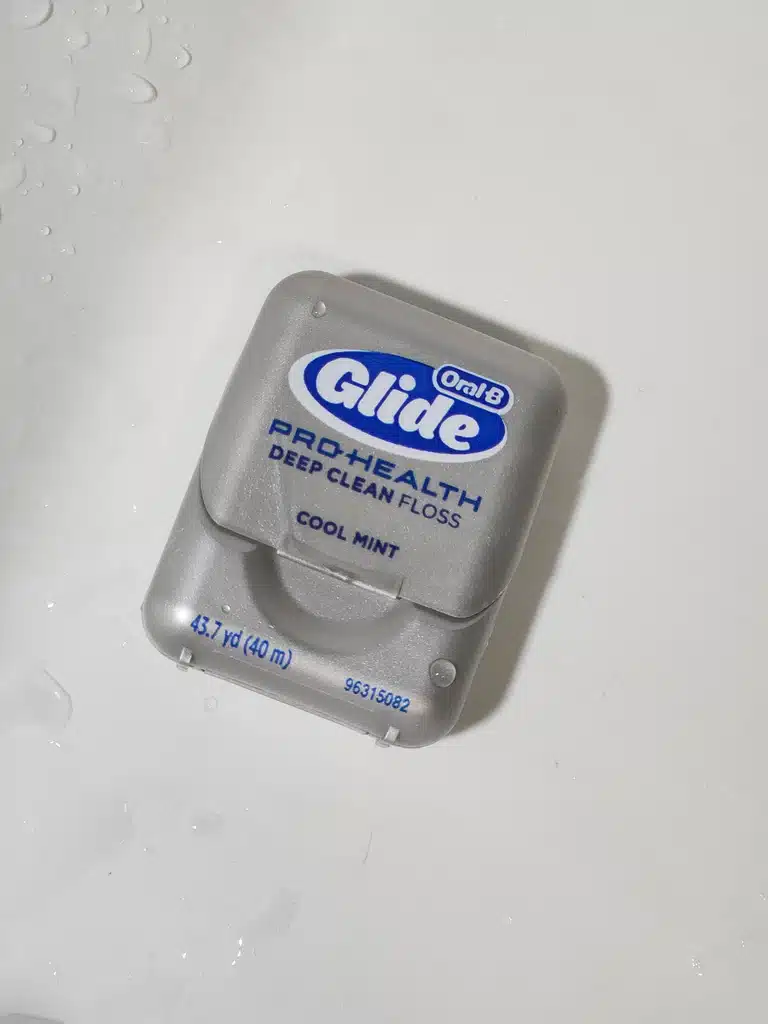 Oral-B
Glide
PRO-HEALTH
DEEP CLEAN FLOSS
COOL MINT
43.7 yd (40 m)
96315082